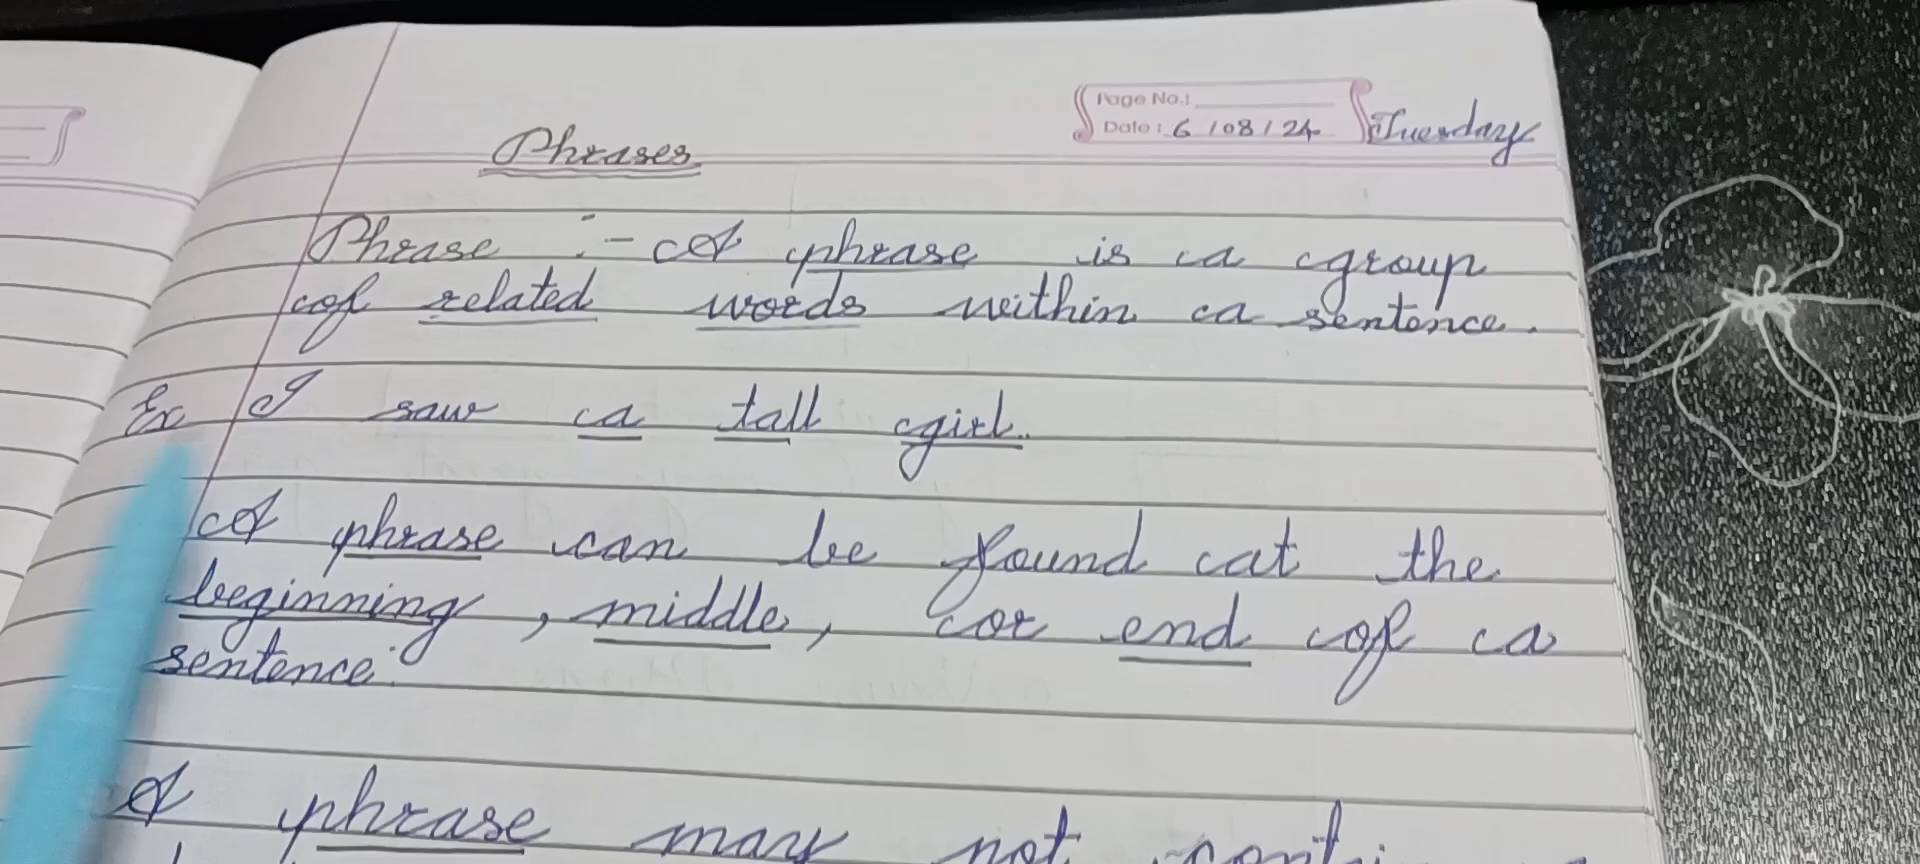 Page No.:
Date: 6/08/24 Tuesday
Phrases
Phrase :- A phrase is a group
of related words within a sentence.
Ex I saw a tall girl.
A phrase can be found at the
beginning, middle, or end of a
sentence.
A phrase may not